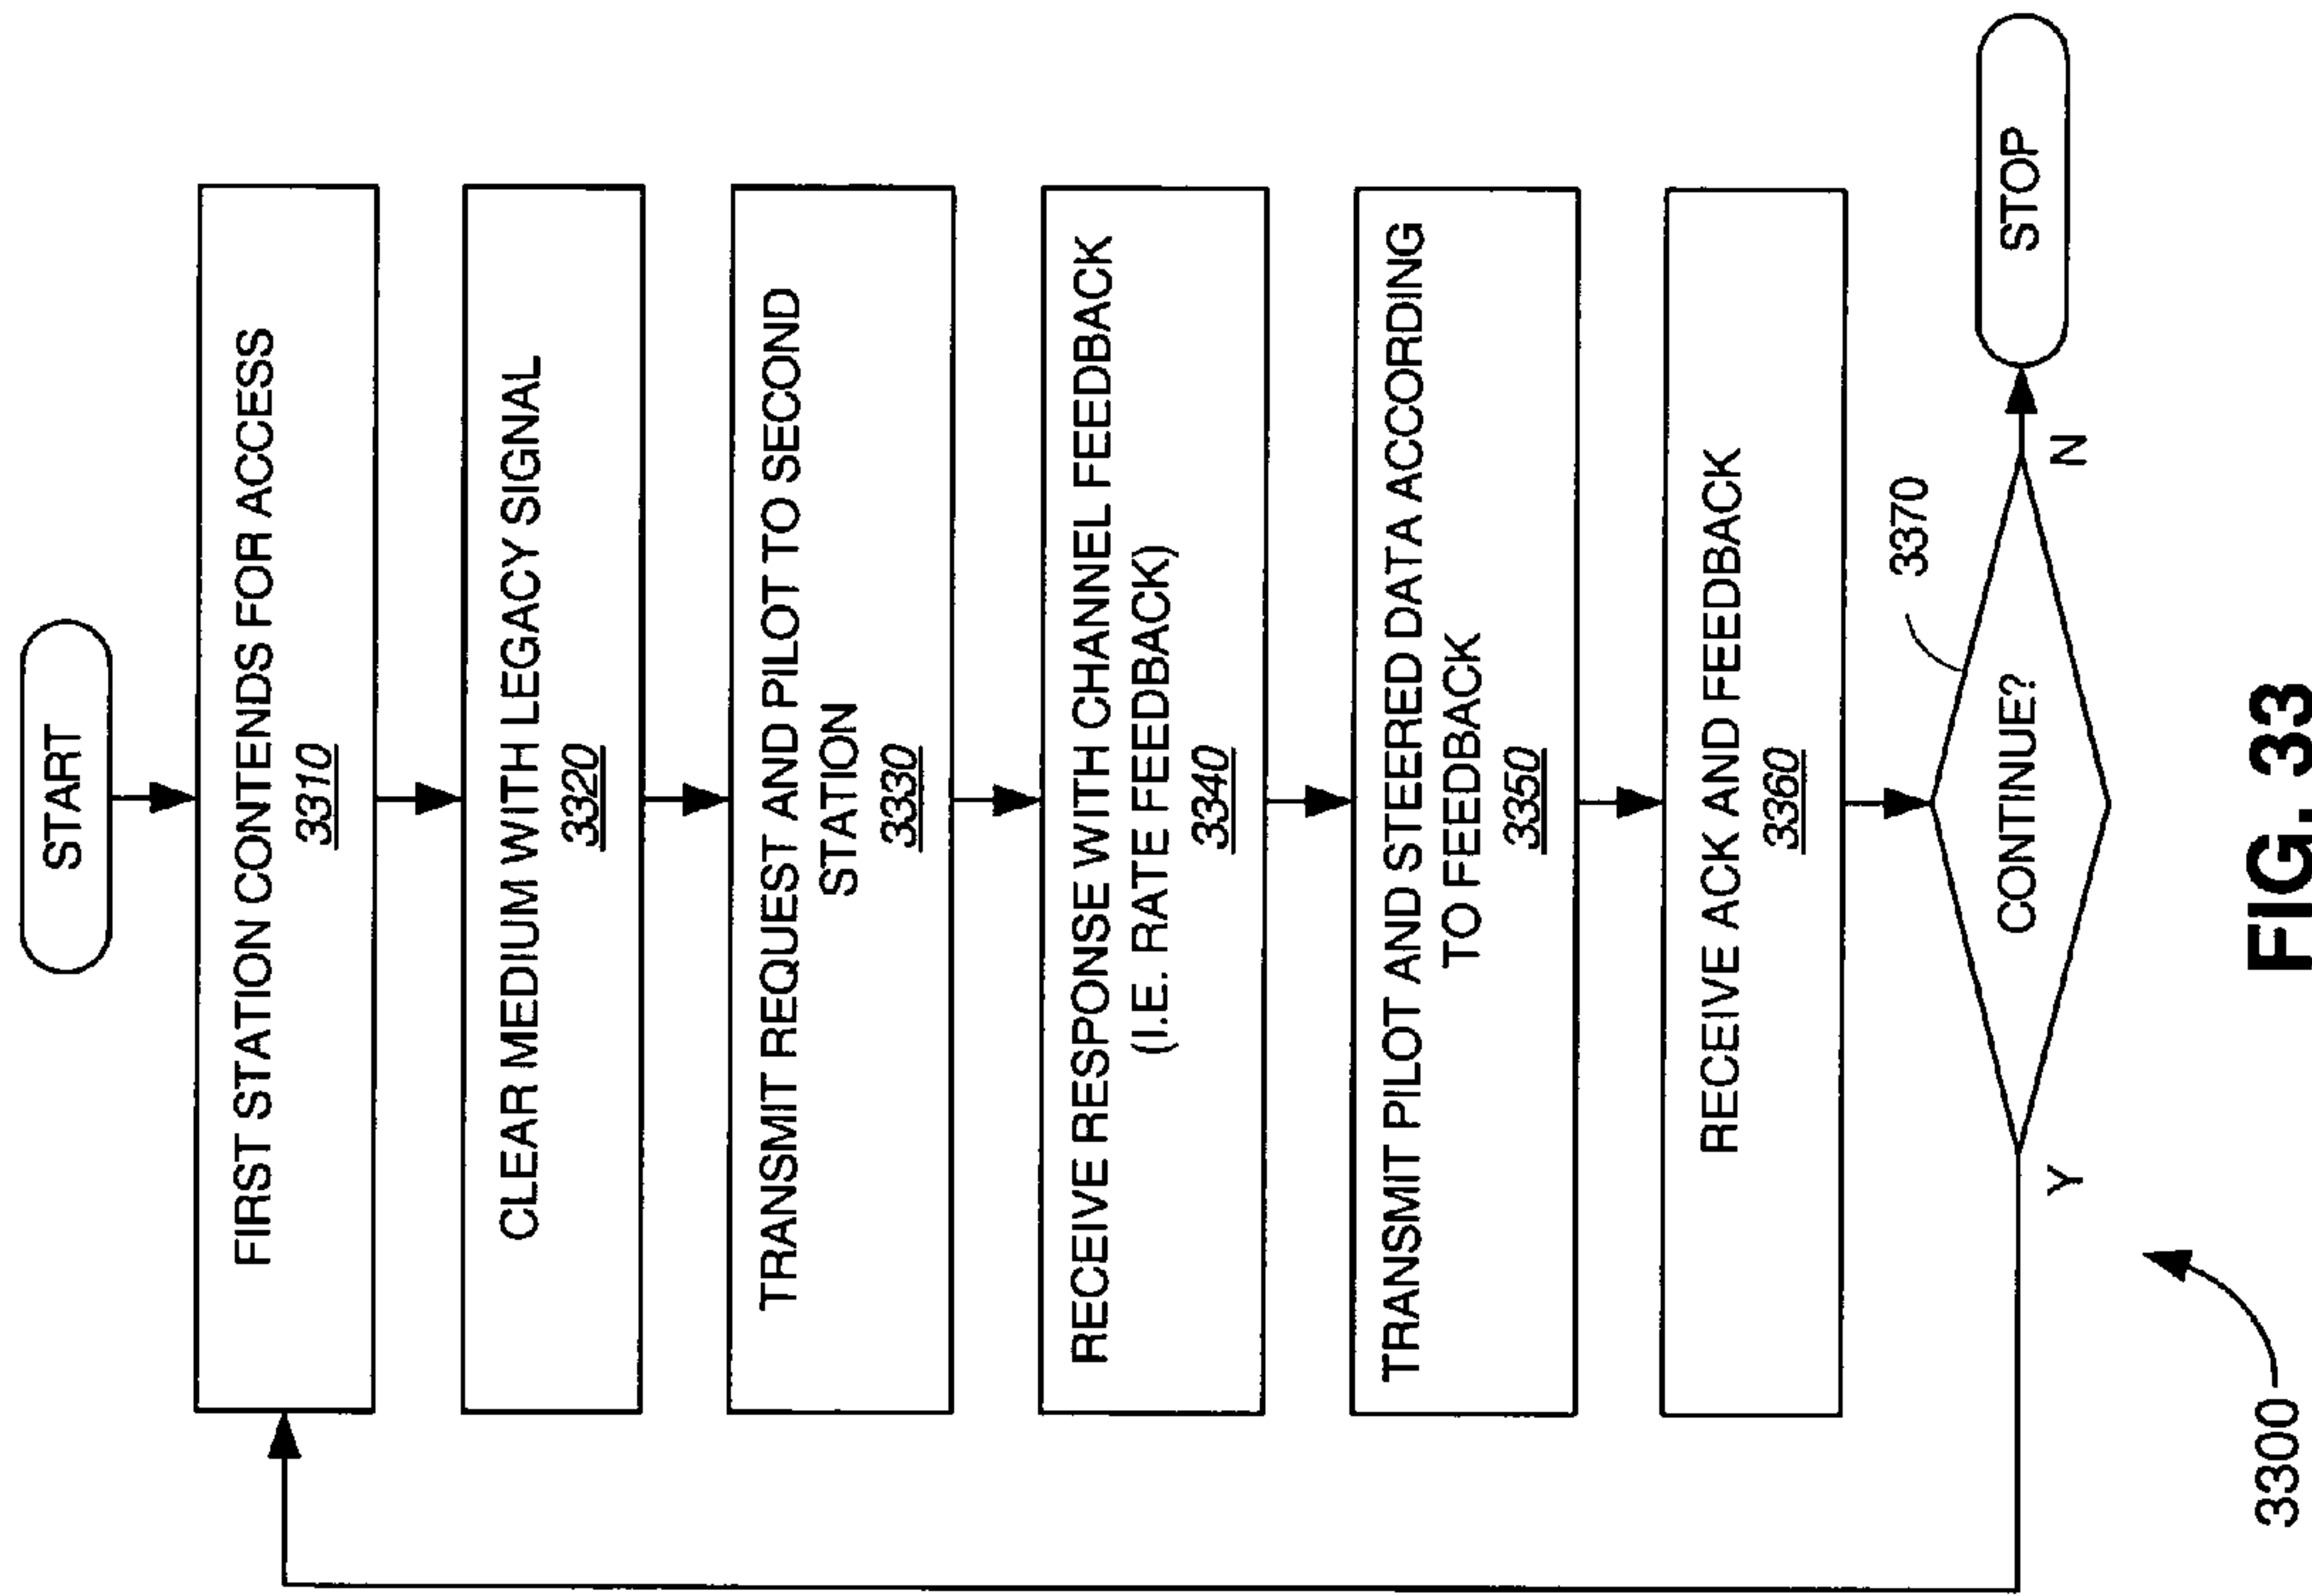 START
FIRST STATION CONTENDS FOR ACCESS
3310
CLEAR MEDIUM WITH LEGACY SIGNAL
3320
TRANSMIT REQUEST AND PILOT TO SECOND
STATION
3330
RECEIVE RESPONSE WITH CHANNEL FEEDBACK
(I.E. RATE FEEDBACK)
3340
TRANSMIT PILOT AND STEERED DATA ACCORDING
TO FEEDBACK
3350
RECEIVE ACK AND FEEDBACK
3360
3370
CONTINUE?
Y
N
STOP
3300
FIG. 33